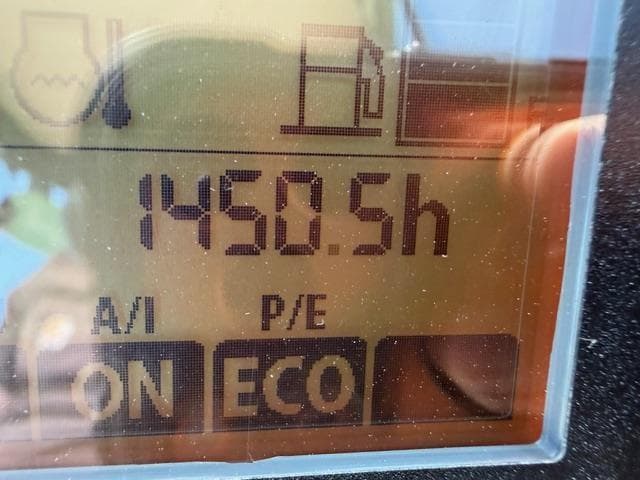 1450.5h
A/I P/E
ON ECO